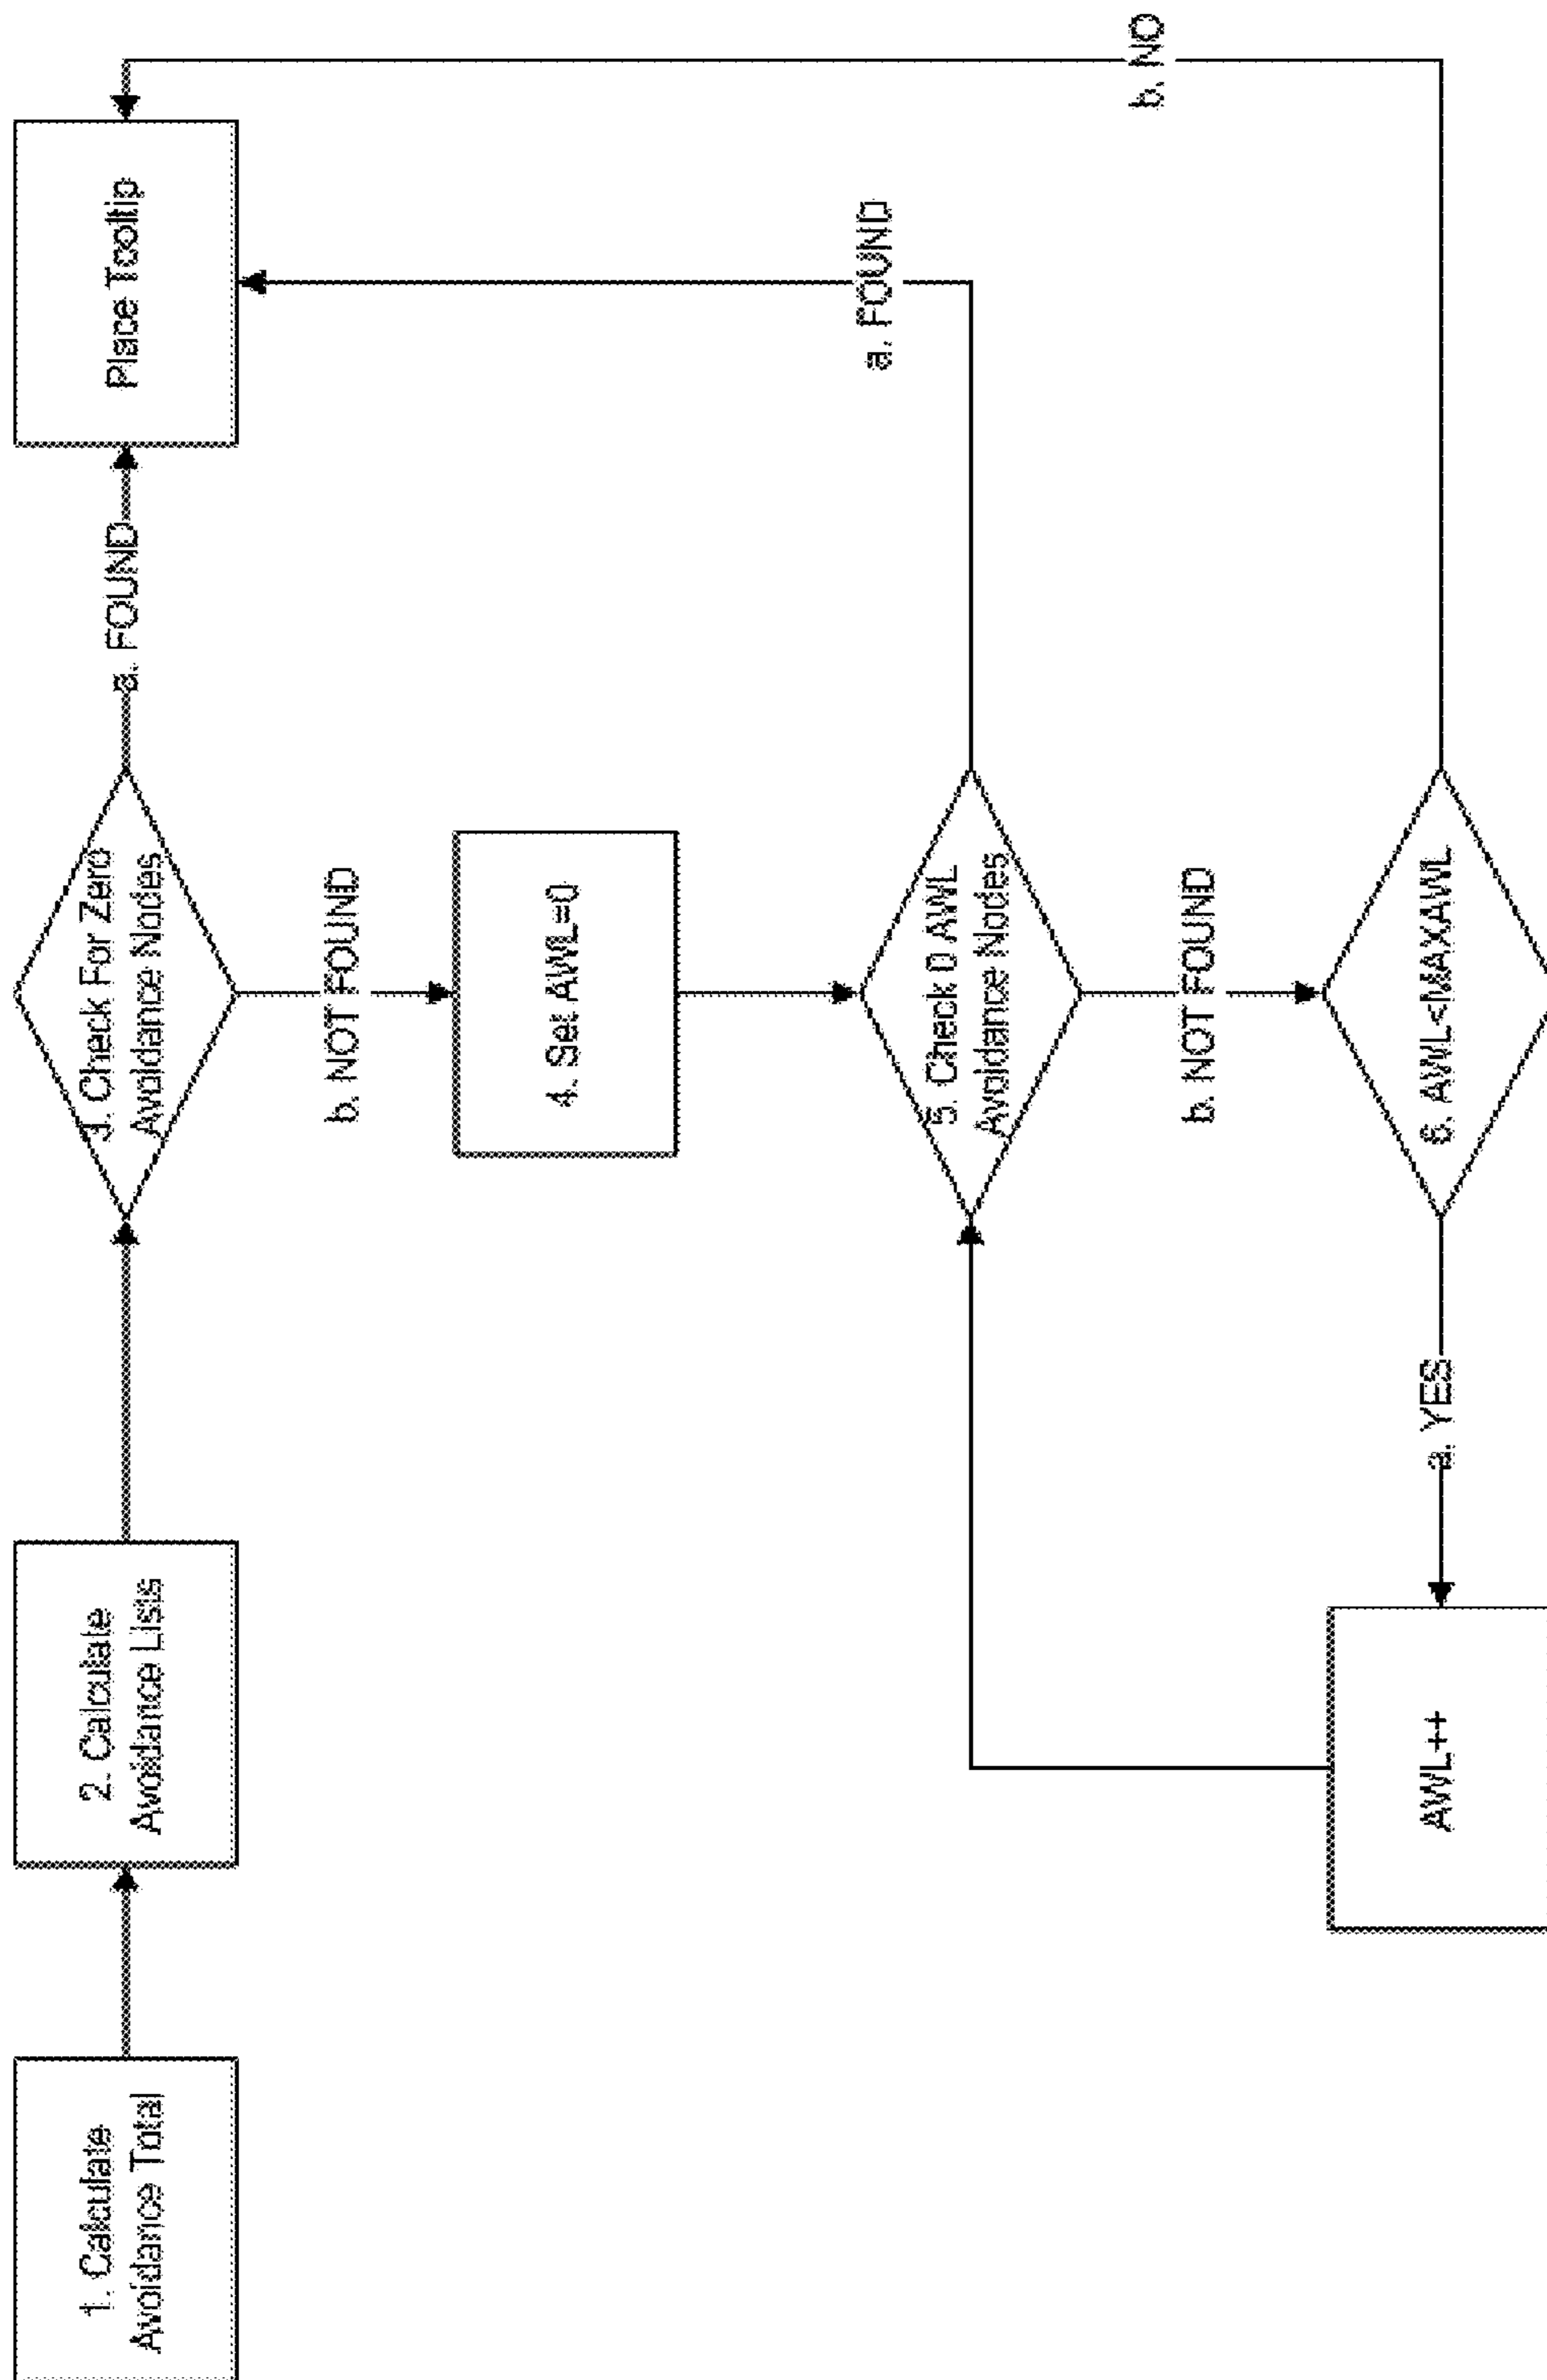 1. Calculate
Avoidance Total
2. Calculate
Avoidance Lists
3. Check For Zero
Avoidance Nodes
a. FOUND
Place Tooltip
b. NOT FOUND
4. Set AWL=0
5. Check 0 AWL
Avoidance Nodes
a. FOUND
b. NOT FOUND
6. AWL<MAXAWL
a. YES
AWL++
b. NO